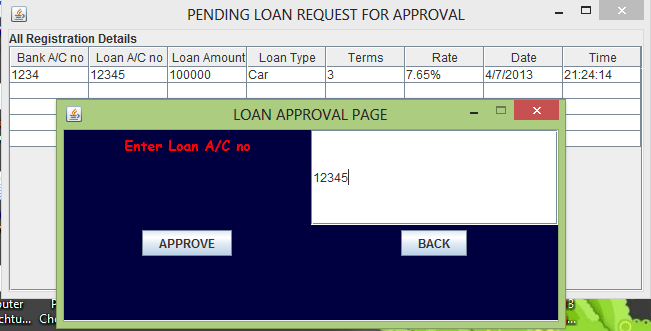 PENDING LOAN REQUEST FOR APPROVAL
All Registration Details
Bank A/C no Loan A/C no Loan Amount Loan Type Terms Rate Date Time
1234 12345 100000 Car 3 7.65% 4/7/2013 21:24:14
LOAN APPROVAL PAGE
Enter Loan A/C no
12345
APPROVE BACK